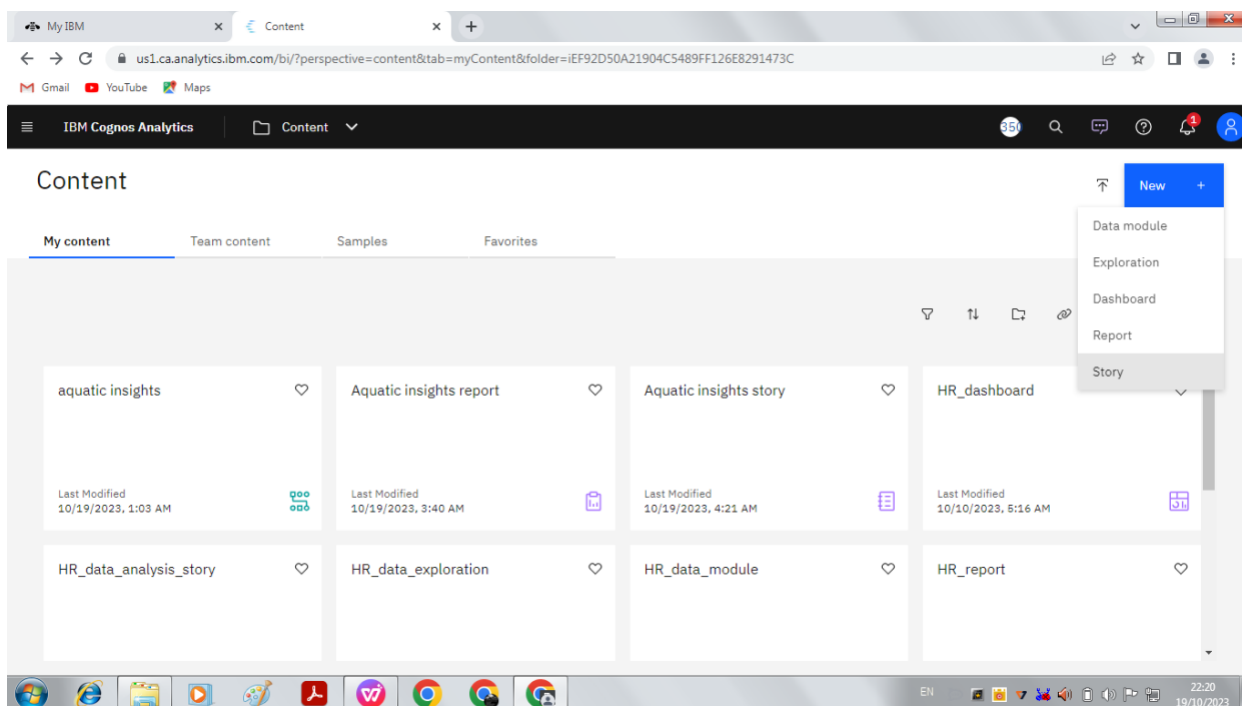 My IBM
Content
us1.ca.analytics.ibm.com/bi/?perspective=content&tab=myContent&folder=iEF92D50A21904C5489FF126E8291473C
Gmail YouTube Maps
IBM Cognos Analytics Content 350 1
Content
New +
My content Team content Samples Favorites
Data module
Exploration
Dashboard
Report
Story
aquatic insights
Last Modified
10/19/2023, 1:03 AM
Aquatic insights report
Last Modified
10/19/2023, 3:40 AM
Aquatic insights story
Last Modified
10/19/2023, 4:21 AM
HR_dashboard
Last Modified
10/10/2023, 5:16 AM
HR_data_analysis_story
HR_data_exploration
HR_data_module
HR_report
EN
22:20
19/10/2023